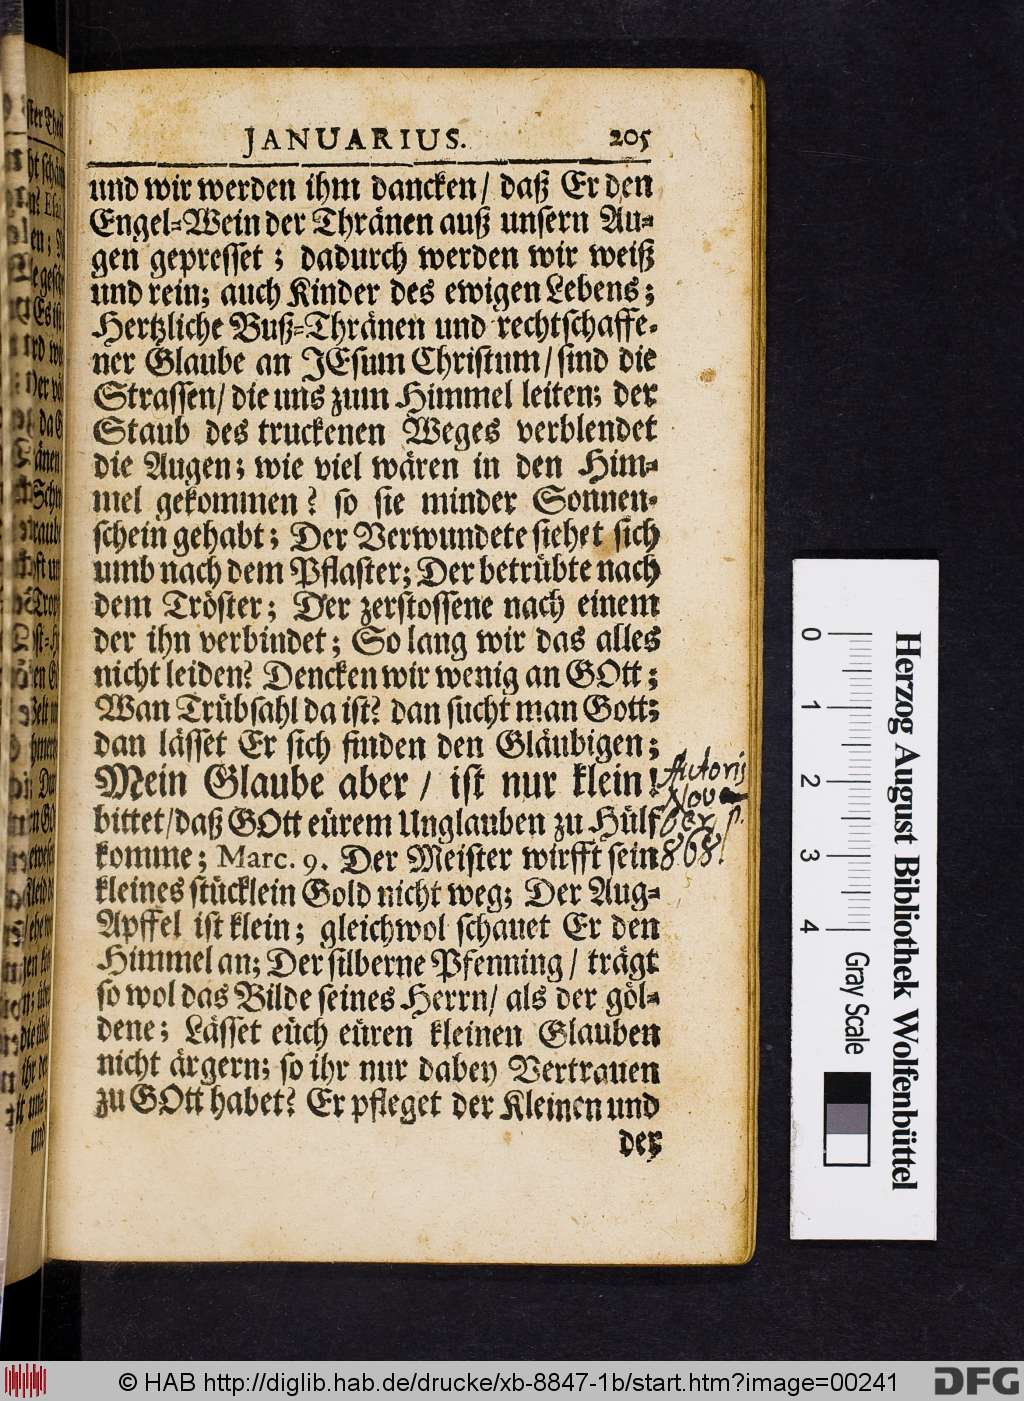 JANUARIUS. 205
und wir werden ihm dancken / daß Er den
Engel-Wein der Thränen auß unsern Au-
gen gepresset ; dadurch werden wir weiß
und rein; auch Kinder des ewigen Lebens ;
Hertzliche Buß-Thränen und rechtschaffe-
ner Glaube an JEsum Christum / sind die
Strassen / die uns zum Himmel leiten; der
Staub des truckenen Weges verblendet
die Augen ; wie viel wären in den Him-
mel gekommen ? so sie minder Sonnen-
schein gehabt ; Der Verwundete siehet sich
umb nach dem Pflaster; Der betrübte nach
dem Tröster ; Der zerstossene nach einem
der ihn verbindet ; So lang wir das alles
nicht leiden? Dencken wir wenig an GOtt ;
Wan Trübsahl da ist? dan sucht man Gott;
dan lässet Er sich finden den Gläubigen ;
Mein Glaube aber / ist nur klein !
bittet / daß GOtt eürem Unglauben zu Hülf
komme ; Marc. 9. Der Meister wirfft sein
kleines stücklein Gold nicht weg; Der Aug-
Apffel ist klein ; gleichwol schauet Er den
Himmel an; Der silberne Pfenning / trägt
so wol das Bilde seines Herrn / als der göl-
dene ; Lässet eüch eüren kleinen Glauben
nicht ärgern; so ihr nur dabey Vertrauen
zu GOtt habet? Er pfleget der Kleinen und
der
Autoris
868!
0 1 2 3 4
Herzog August Bibliothek Wolfenbüttel
Gray Scale
© HAB http://diglib.hab.de/drucke/xb-8847-1b/start.htm?image=00241
DFG